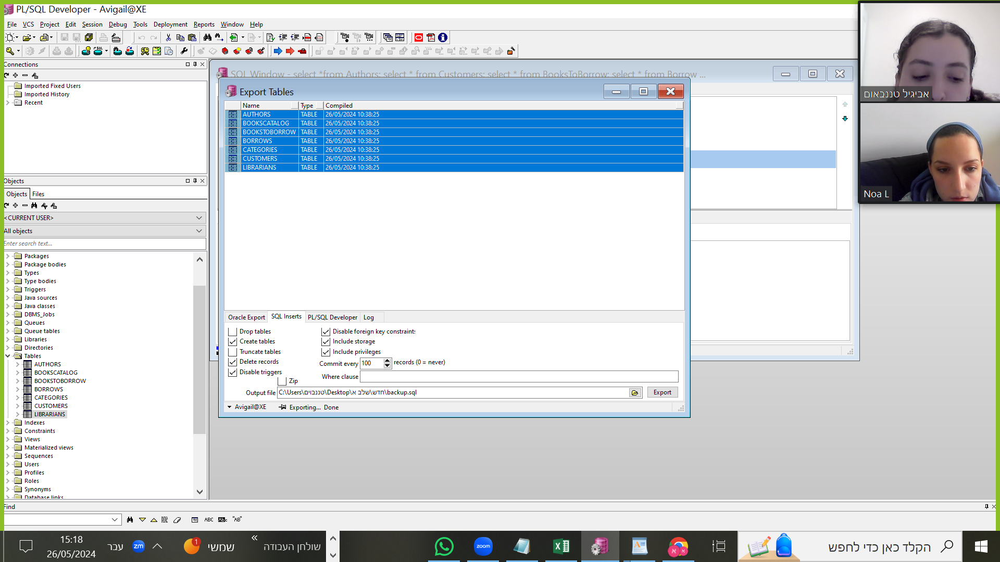 PL/SQL Developer - Avigail@XE
File VCS Project Edit Session Debug Tools Deployment Reports Window Help
Connections
Imported Fixed Users
Imported History
Recent
Objects
Objects Files
<CURRENT USER>
All objects
Enter search text...
Packages
Package bodies
Types
Type bodies
Triggers
Java sources
Java classes
DBMS_Jobs
Queues
Queue tables
Libraries
Directories
Tables
AUTHORS
BOOKSCATALOG
BOOKSTOBORROW
BORROWS
CATEGORIES
CUSTOMERS
LIBRARIANS
Indexes
Constraints
Views
Materialized views
Sequences
Users
Profiles
Roles
Synonyms
Database links
SQL Window - select *from Authors; select * from Customers; select * from BooksToBorrow; select * from Borrow ...
Export Tables
Name Type Compiled
AUTHORS TABLE 26/05/2024 10:38:25
BOOKSCATALOG TABLE 26/05/2024 10:38:25
BOOKSTOBORROW TABLE 26/05/2024 10:38:25
BORROWS TABLE 26/05/2024 10:38:25
CATEGORIES TABLE 26/05/2024 10:38:25
CUSTOMERS TABLE 26/05/2024 10:38:25
LIBRARIANS TABLE 26/05/2024 10:38:25
Oracle Export SQL Inserts PL/SQL Developer Log
Drop tables
Create tables
Truncate tables
Delete records
Disable triggers
Disable foreign key constraints
Include storage
Include privileges
Commit every 100 records (0 = never)
Where clause
Zip
Output file C:\Users\טננבוים\Desktop\חדש\שלב א\backup.sql Export
Avigail@XE Exporting... Done
אביגיל טננבאום
Noa L
Find
ABC "AB"
15:18
26/05/2024
עבר
zm
1
שמשי
«
שולחן העבודה
zoom
הקלד כאן כדי לחפש